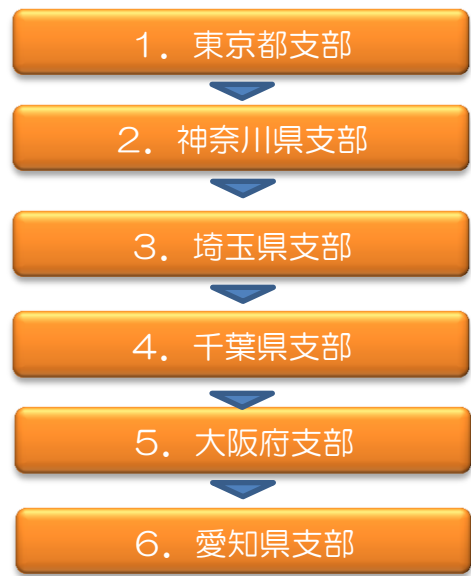 １．東京都支部
２．神奈川県支部
３．埼玉県支部
４．千葉県支部
５．大阪府支部
６．愛知県支部